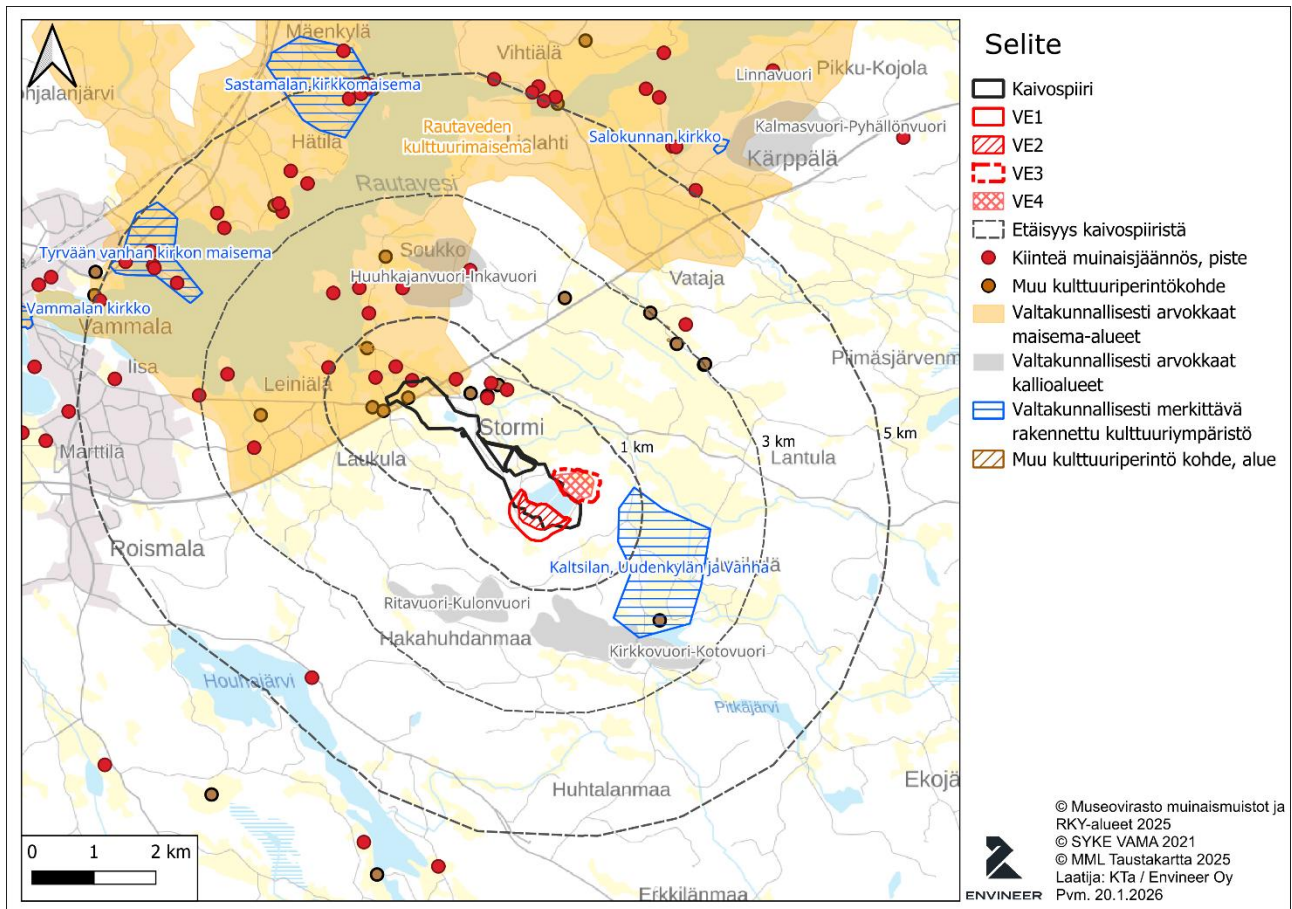 Mäenkylä
Vihtiälä
Linnavuori
Pikku-Kojola
ohjalanjärvi
Sastamalan kirkkomaisema
Rautaveden
kulttuurimaisema
Hätilä
Lielahti
Salokunnan kirkko
Kalmasvuori-Pyhällönvuori
Kärppälä
Rautavesi
Tyrvään vanhan kirkon maisema
Soukko
Huuhkajanvuori-Inkavuori
Vataja
Vammalan kirkko
Vammala
Iisa
Leiniälä
Piimäsjärvenm
Marttila
Stormi
Laukula
1 km
3 km
5 km
Lantula
Roismala
Kaltsilan, Uudenkylän ja Vanha
Ritavuori-Kulonvuori
Hakahuhdanmaa
Kirkkovuori-Kotovuori
Houhajärvi
Pitkäjärvi
Huhtalanmaa
Ekojä
Erkkilänmaa
0 1 2 km
Selite
Kaivospiiri
VE1
VE2
VE3
VE4
Etäisyys kaivospiiristä
Kiinteä muinaisjäännös, piste
Muu kulttuuriperintökohde
Valtakunnallisesti arvokkaat
maisema-alueet
Valtakunnallisesti arvokkaat
kallioalueet
Valtakunnallisesti merkittävä
rakennettu kulttuuriympäristö
Muu kulttuuriperintö kohde, alue
ENVINEER
© Museovirasto muinaismuistot ja
RKY-alueet 2025
© SYKE VAMA 2021
© MML Taustakartta 2025
Laatija: KTa / Envineer Oy
Pvm. 20.1.2026